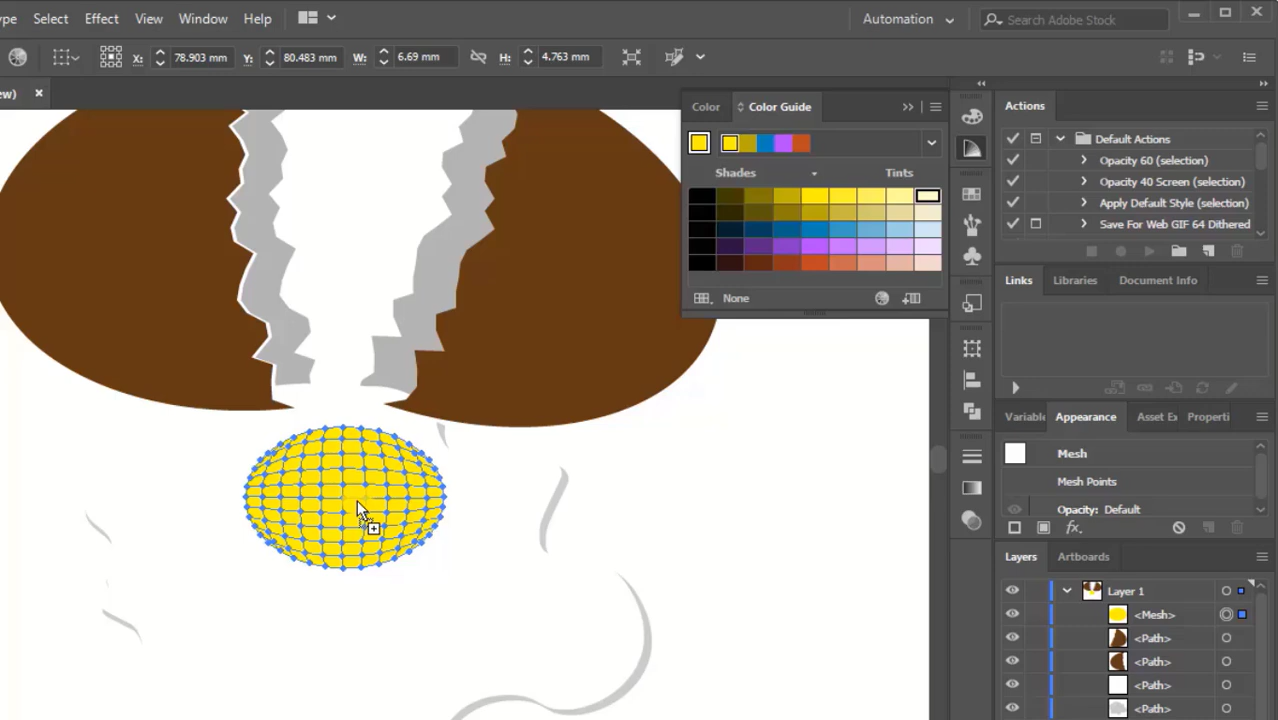 ype Select Effect View Window Help Automation Search Adobe Stock
X: 78.903 mm Y: 80.483 mm W: 6.69 mm H: 4.763 mm
ew) ×
Color Color Guide
Shades Tints
None
Actions
Default Actions
Opacity 60 (selection)
Opacity 40 Screen (selection)
Apply Default Style (selection)
Save For Web GIF 64 Dithered
Links Libraries Document Info
Variable Appearance Asset Ex Properti
Mesh
Mesh Points
Opacity: Default
fx.
Layers Artboards
Layer 1
<Mesh>
<Path>
<Path>
<Path>
<Path>